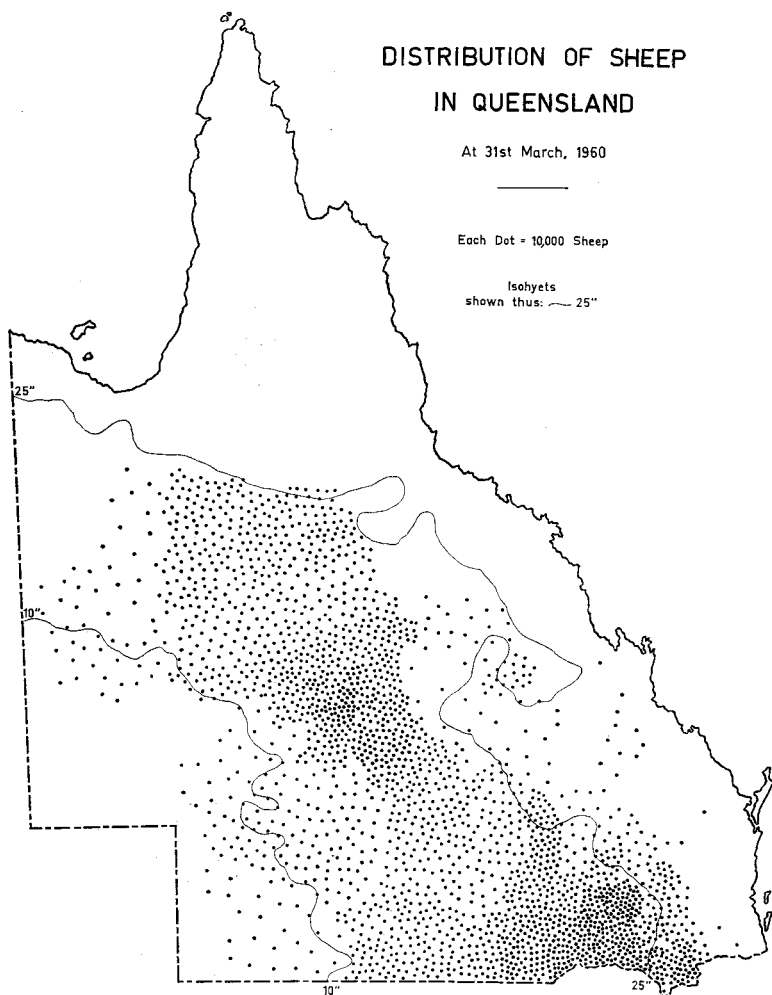 DISTRIBUTION OF SHEEP
IN QUEENSLAND
At 31st March, 1960
Each Dot = 10,000 Sheep
Isohyets
shown thus: 25"
25"
10"
10"
25"